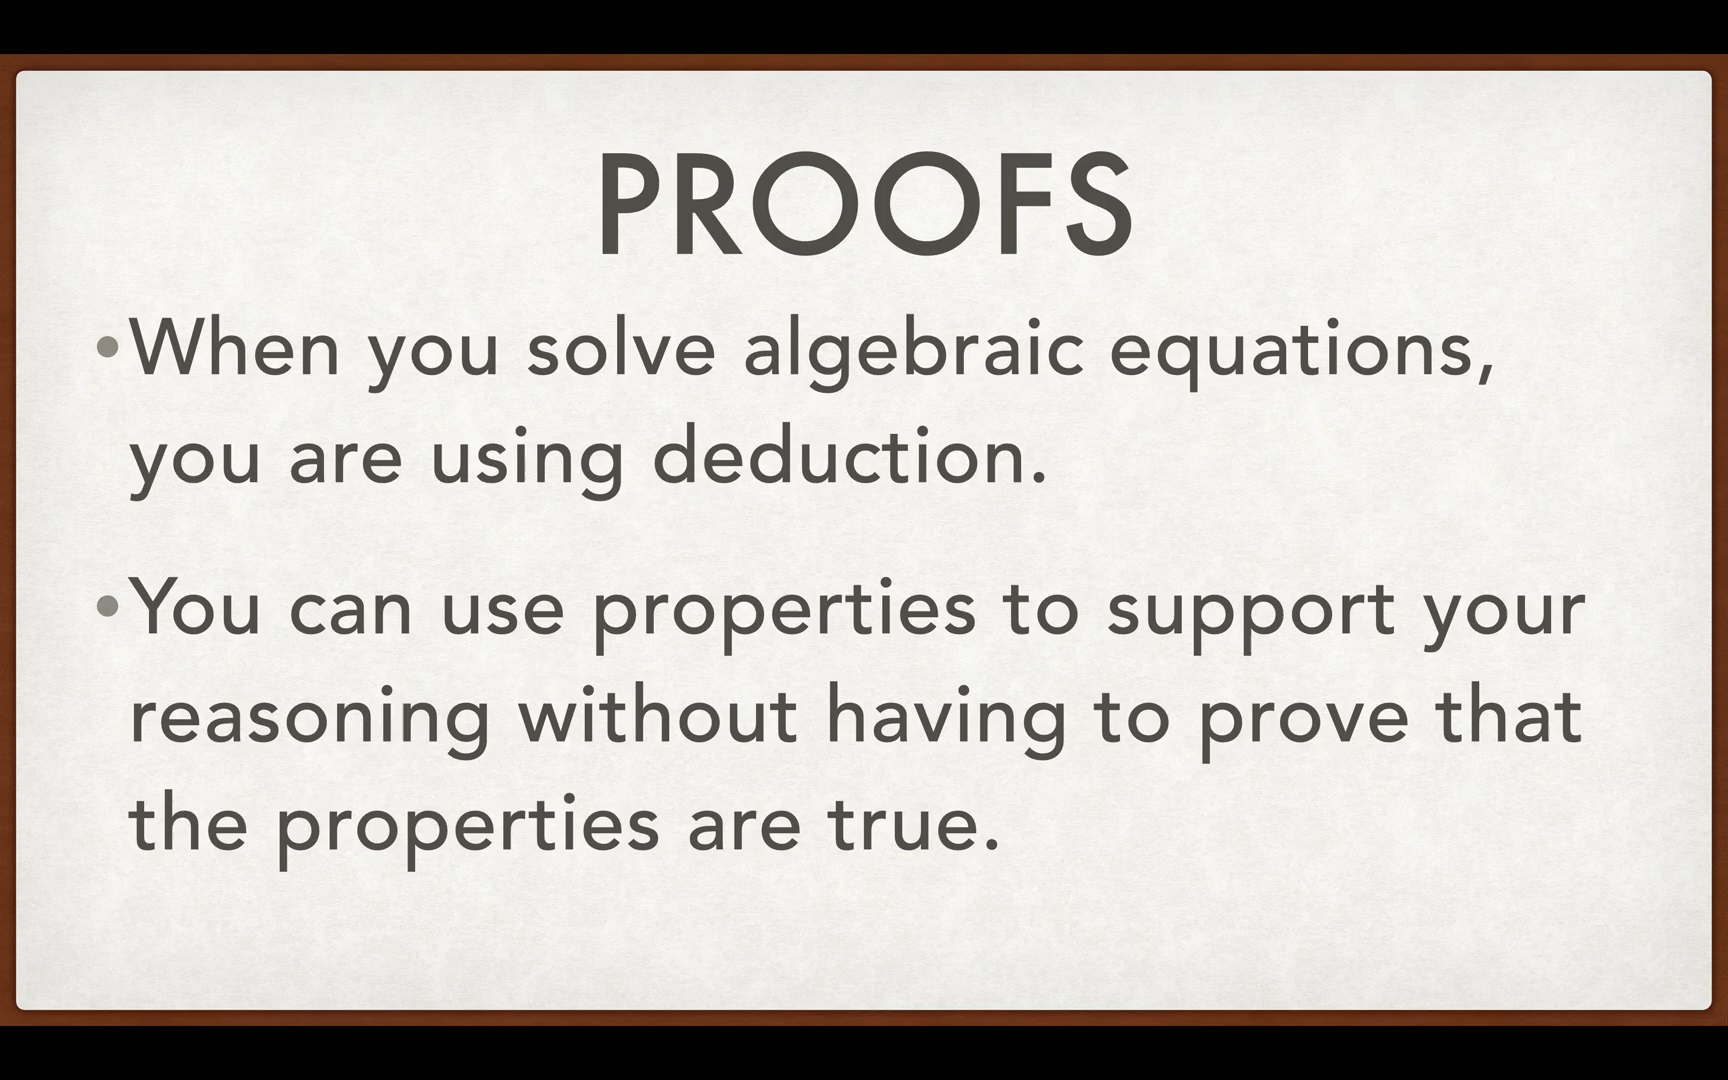 PROOFS
•When you solve algebraic equations,
you are using deduction.
•You can use properties to support your
reasoning without having to prove that
the properties are true.